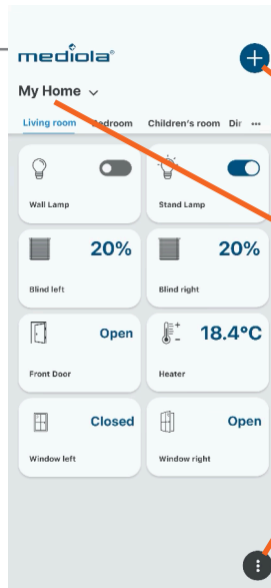 mediola®
My Home
Living room Bedroom Children's room Dir ...
Wall Lamp Stand Lamp
20% 20%
Blind left Blind right
Open 18.4°C
Front Door Heater
Closed Open
Window left Window right